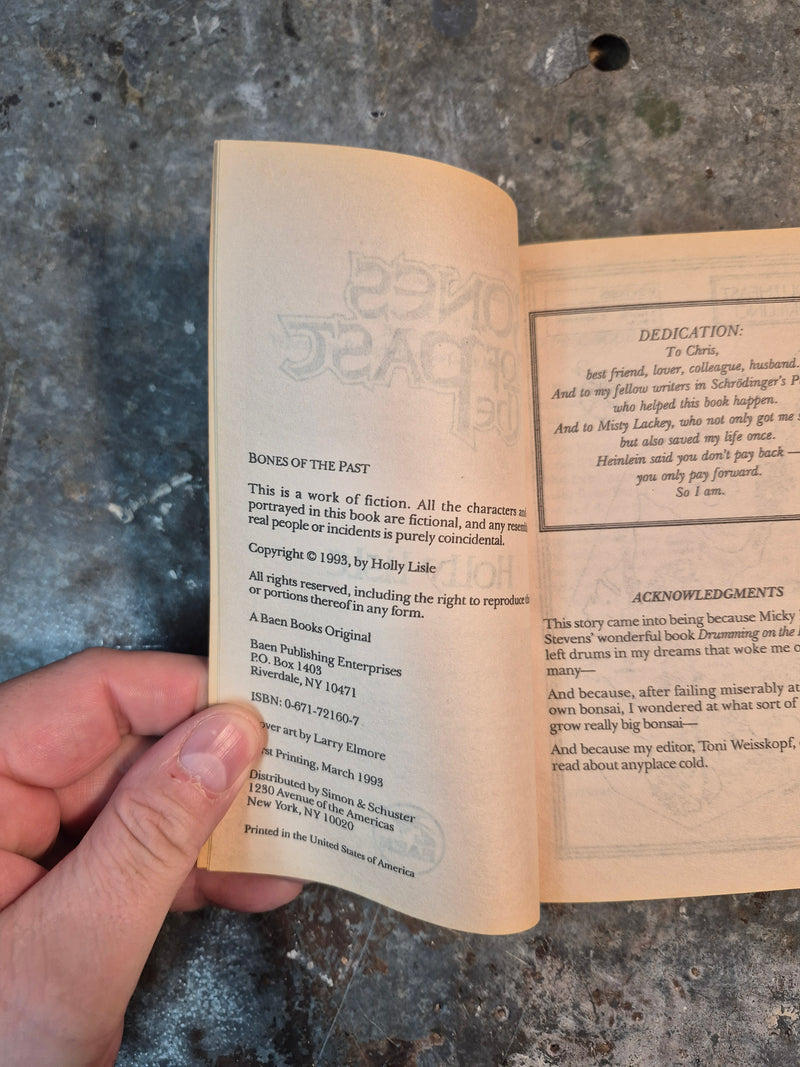 BONES OF THE PAST
This is a work of fiction. All the characters
portrayed in this book are fictional, and any
real people or incidents is purely coincidental.
Copyright © 1993, by Holly Lisle
All rights reserved, including the right to reproduce
or portions thereof in any form.
A Baen Books Original
Baen Publishing Enterprises
P.O. Box 1403
Riverdale, NY 10471
ISBN: 0-671-72160-7
over art by Larry Elmore
st Printing, March 1993
Distributed by Simon & Schuster
1230 Avenue of the Americas
New York, NY 10020
Printed in the United States of America
DEDICATION:
To Chris,
best friend, lover, colleague, husband.
And to my fellow writers in Schrödinger's
who helped this book happen.
And to Misty Lackey, who not only got me
but also saved my life once.
Heinlein said you don't pay back —
you only pay forward.
So I am.
ACKNOWLEDGMENTS
This story came into being because Micky
Stevens' wonderful book Drumming on the
left drums in my dreams that woke me
many—
And because, after failing miserably at
own bonsai, I wondered at what sort of
grow really big bonsai—
And because my editor, Toni Weisskopf,
read about anyplace cold.